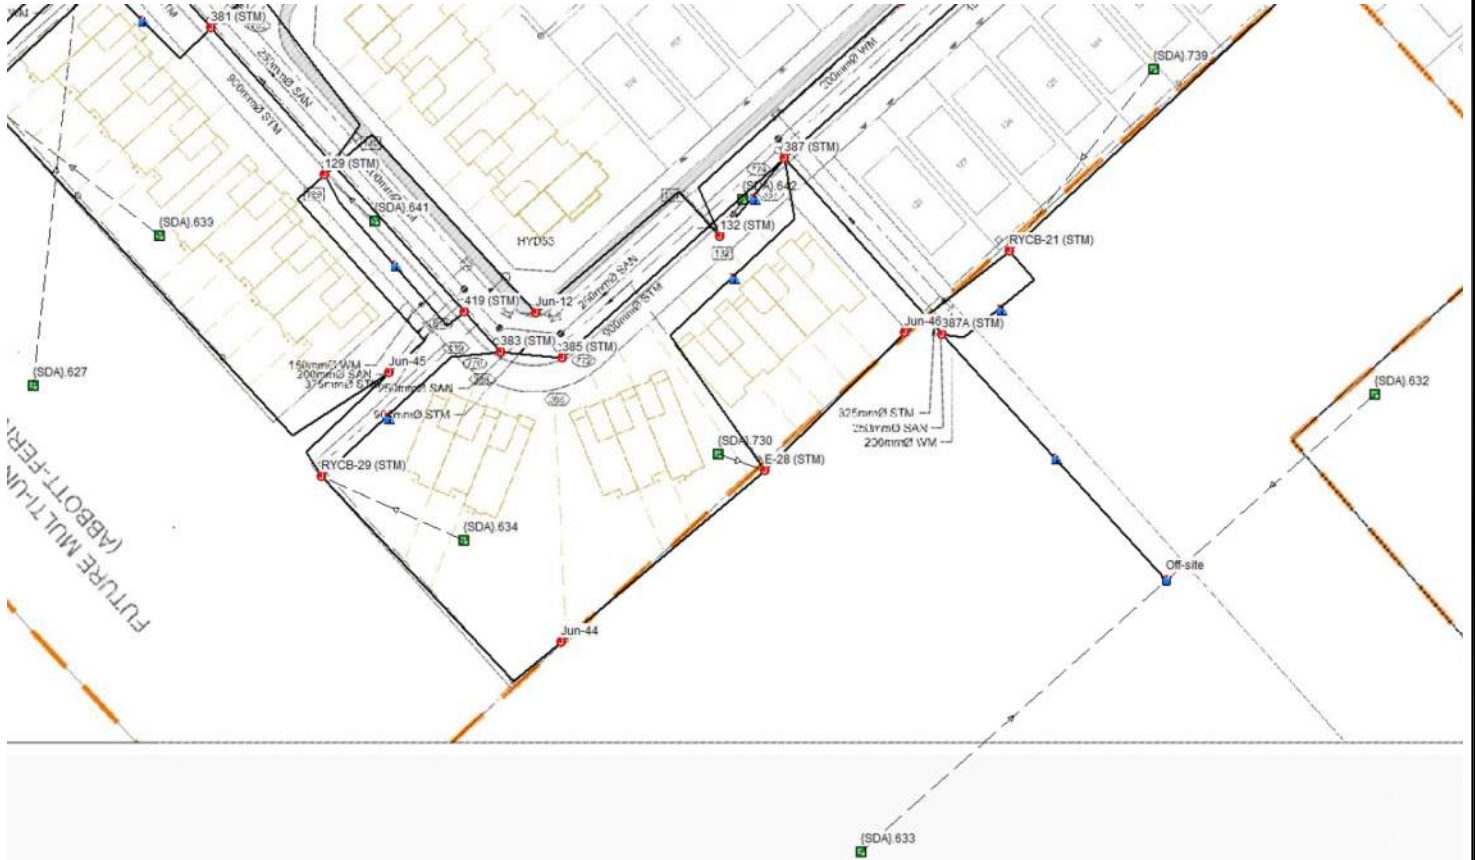 381 (STM)
{SDA}.739
250mmØ SAN
200mmØ WM
900mmØ STM
387 (STM)
129 (STM)
{SDA}.642
{SDA}.641
{SDA}.639
132 (STM)
132
HYD53
RYCB-21 (STM)
250mmØ SAN
900mmØ STM
419 (STM)
Jun-12
Jun-46
387A (STM)
383 (STM)
385 (STM)
150mmØ WM
Jun-45
200mmØ SAN
375mmØ STM
250mmØ SAN
{SDA}.627
{SDA}.632
900mmØ STM
825mmØ STM
250mmØ SAN
200mmØ WM
{SDA}.730
E-28 (STM)
RYCB-29 (STM)
{SDA}.634
FUTURE MULTI-UN
(ABBOTT-FER
Off-site
Jun-44
{SDA}.633